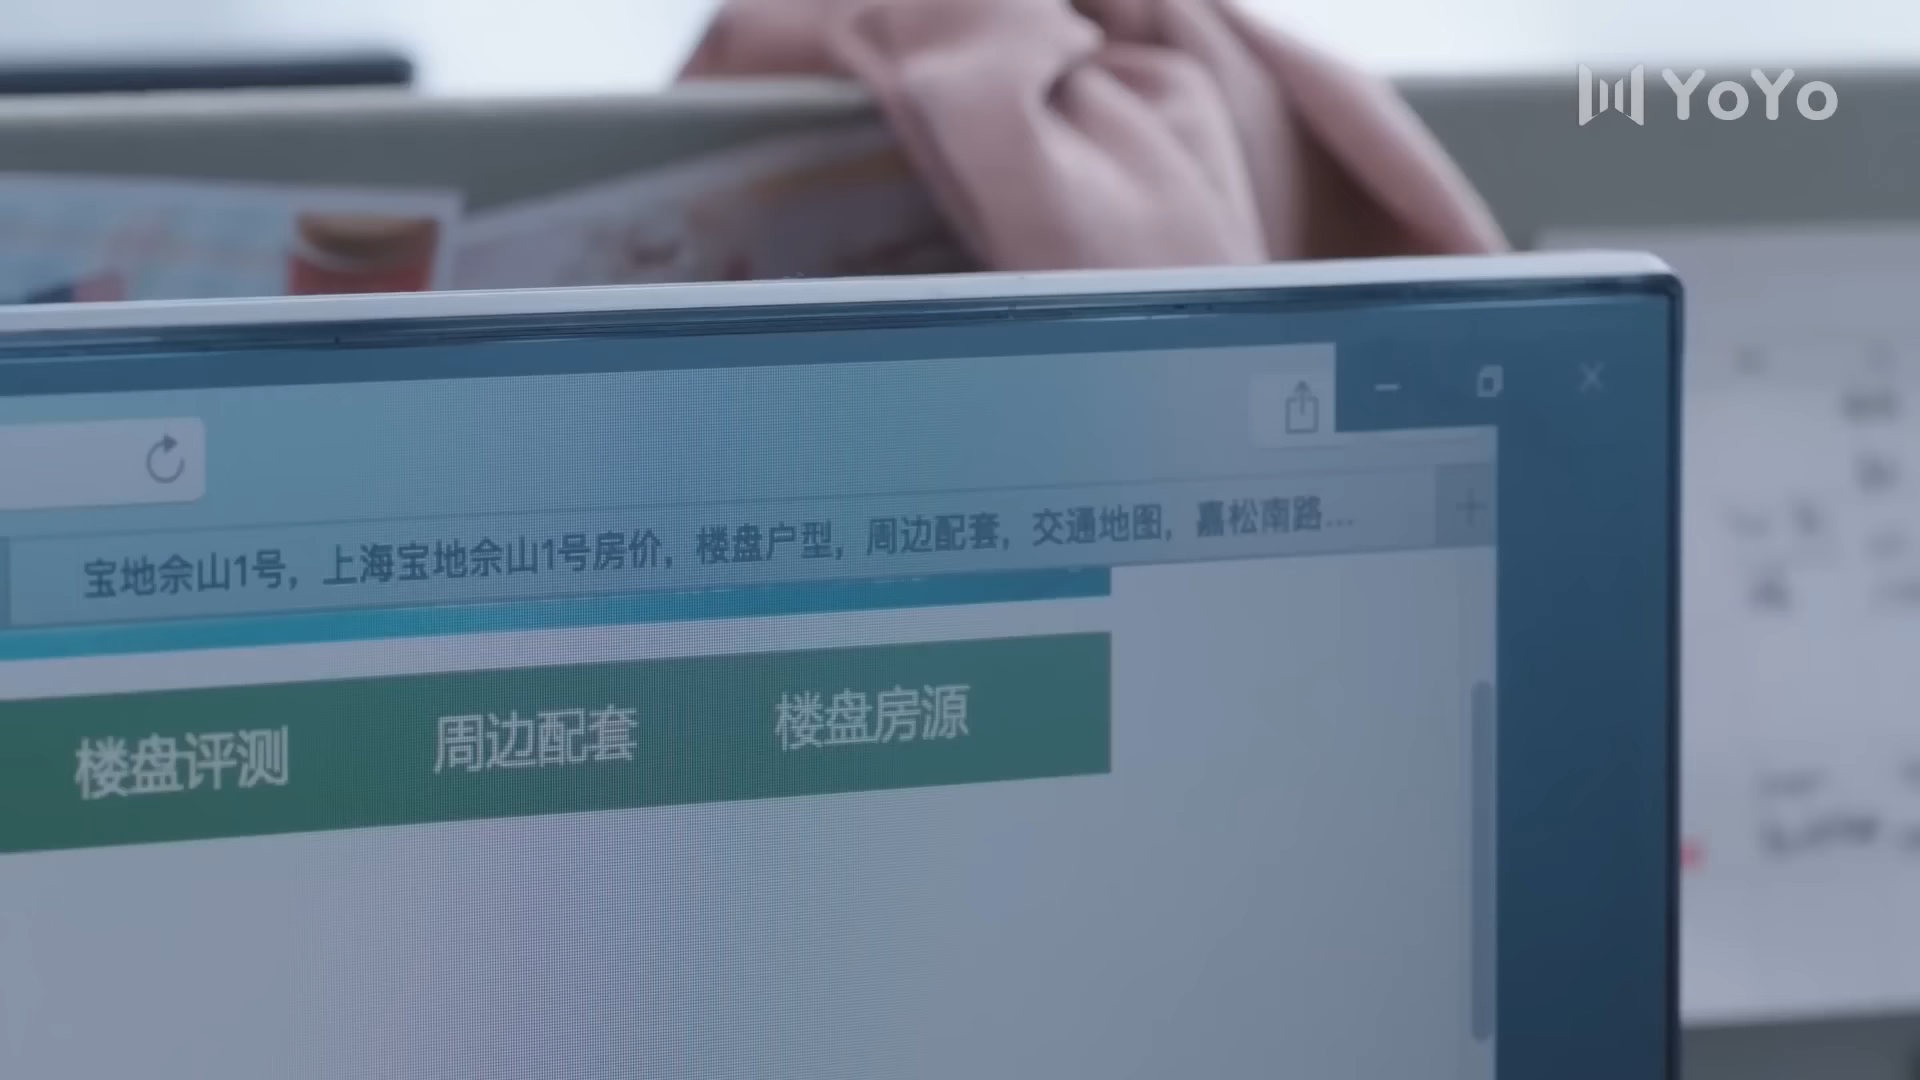 YoYo
宝地佘山1号，上海宝地佘山1号房价，楼盘户型，周边配套，交通地图，嘉松南路...
楼盘评测 周边配套 楼盘房源